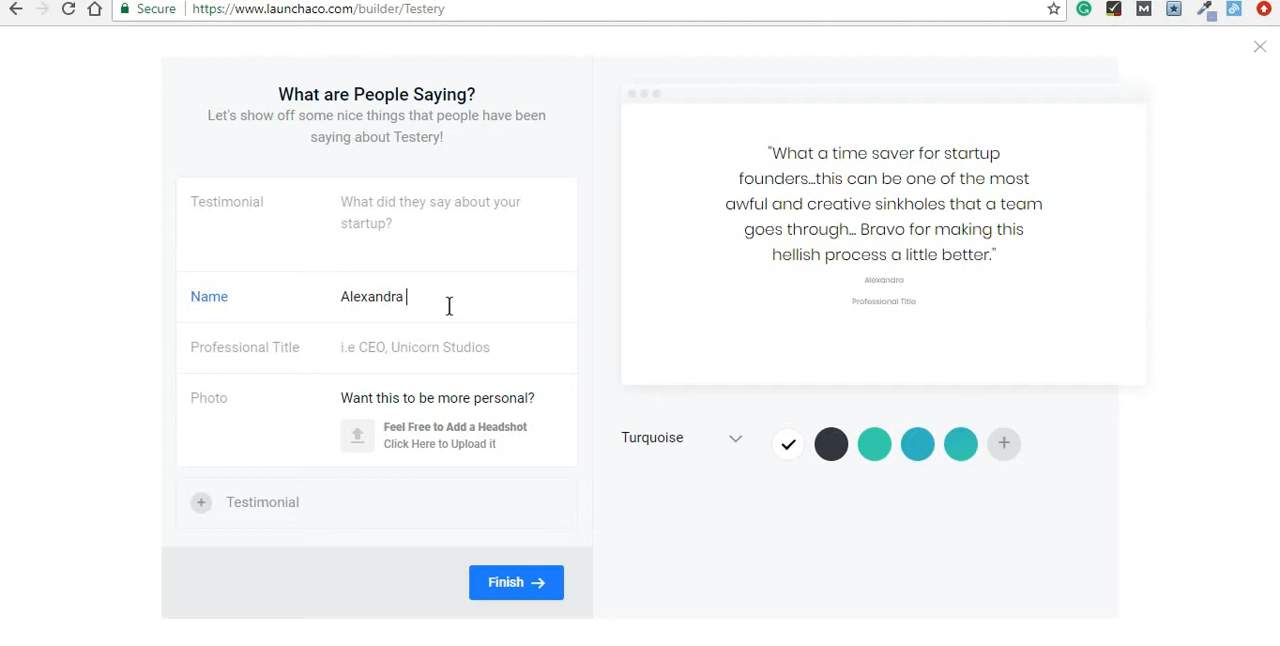 Secure https://www.launchaco.com/builder/Testery
What are People Saying?
Let's show off some nice things that people have been
saying about Testery!
Testimonial What did they say about your
startup?
Name Alexandra
Professional Title i.e CEO, Unicorn Studios
Photo Want this to be more personal?
Feel Free to Add a Headshot
Click Here to Upload it
+ Testimonial
Finish →
"What a time saver for startup
founders...this can be one of the most
awful and creative sinkholes that a team
goes through... Bravo for making this
hellish process a little better."
Alexandra
Professional Title
Turquoise